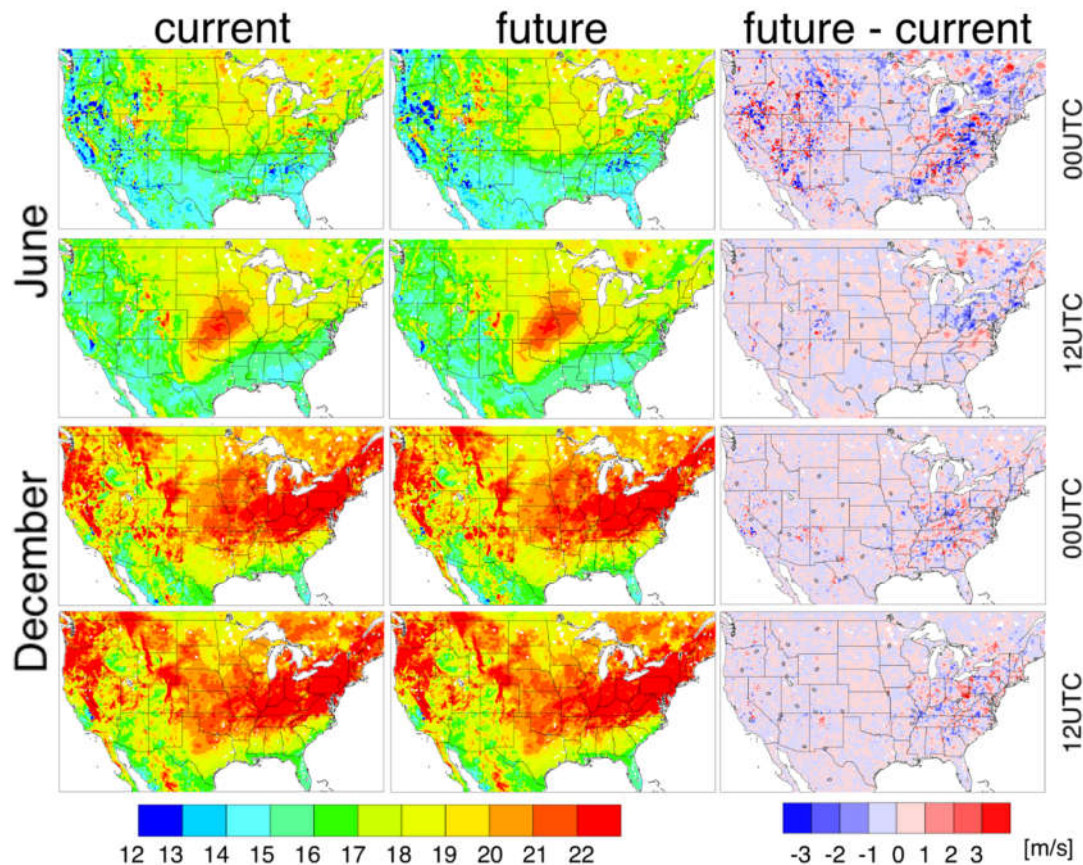 current future future - current
June
00UTC
12UTC
December
00UTC
12UTC
12 13 14 15 16 17 18 19 20 21 22
-3 -2 -1 0 1 2 3 [m/s]